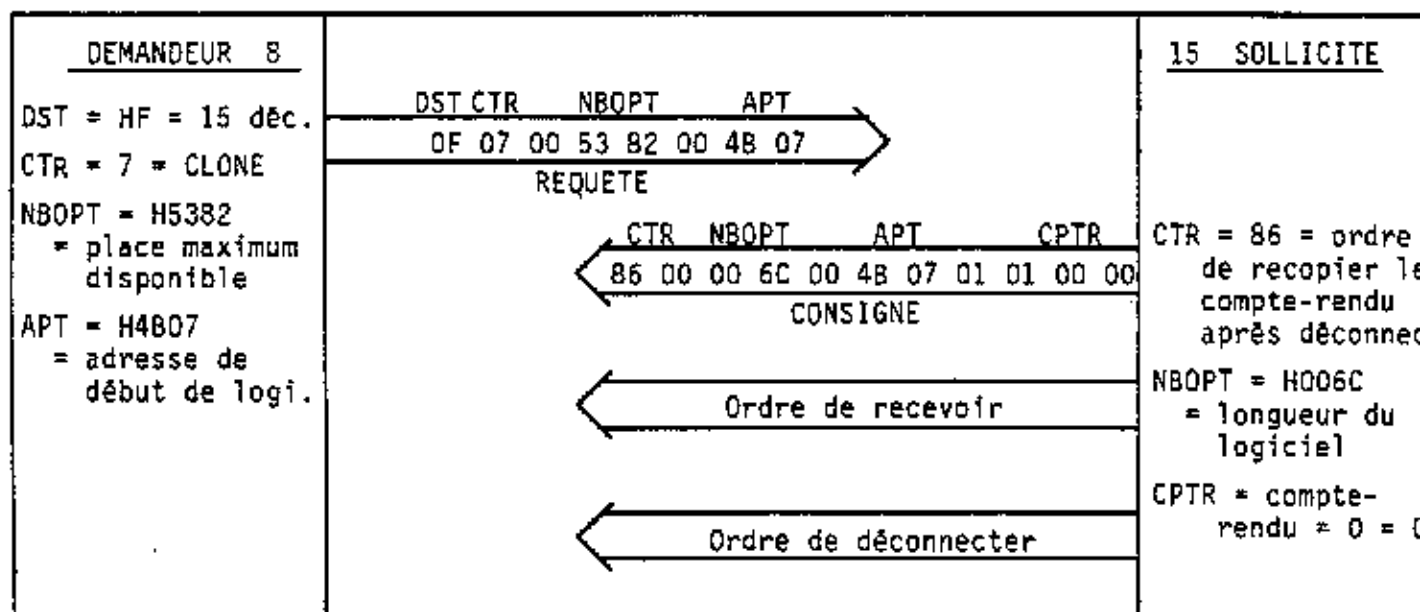 DEMANDEUR 8
DST = HF = 15 déc.
CTR = 7 = CLONE
NBOPT = H5382
= place maximum
disponible
APT = H4B07
= adresse de
début de logi.
DST CTR NBOPT APT
0F 07 00 53 82 00 4B 07
REQUETE
CTR NBOPT APT CPTR
86 00 00 6C 00 4B 07 01 01 00 00
CONSIGNE
Ordre de recevoir
Ordre de déconnecter
15 SOLLICITE
CTR = 86 = ordre
de recopier le
compte-rendu
après déconnec
NBOPT = H006C
= longueur du
logiciel
CPTR = compte-
rendu = 0 =